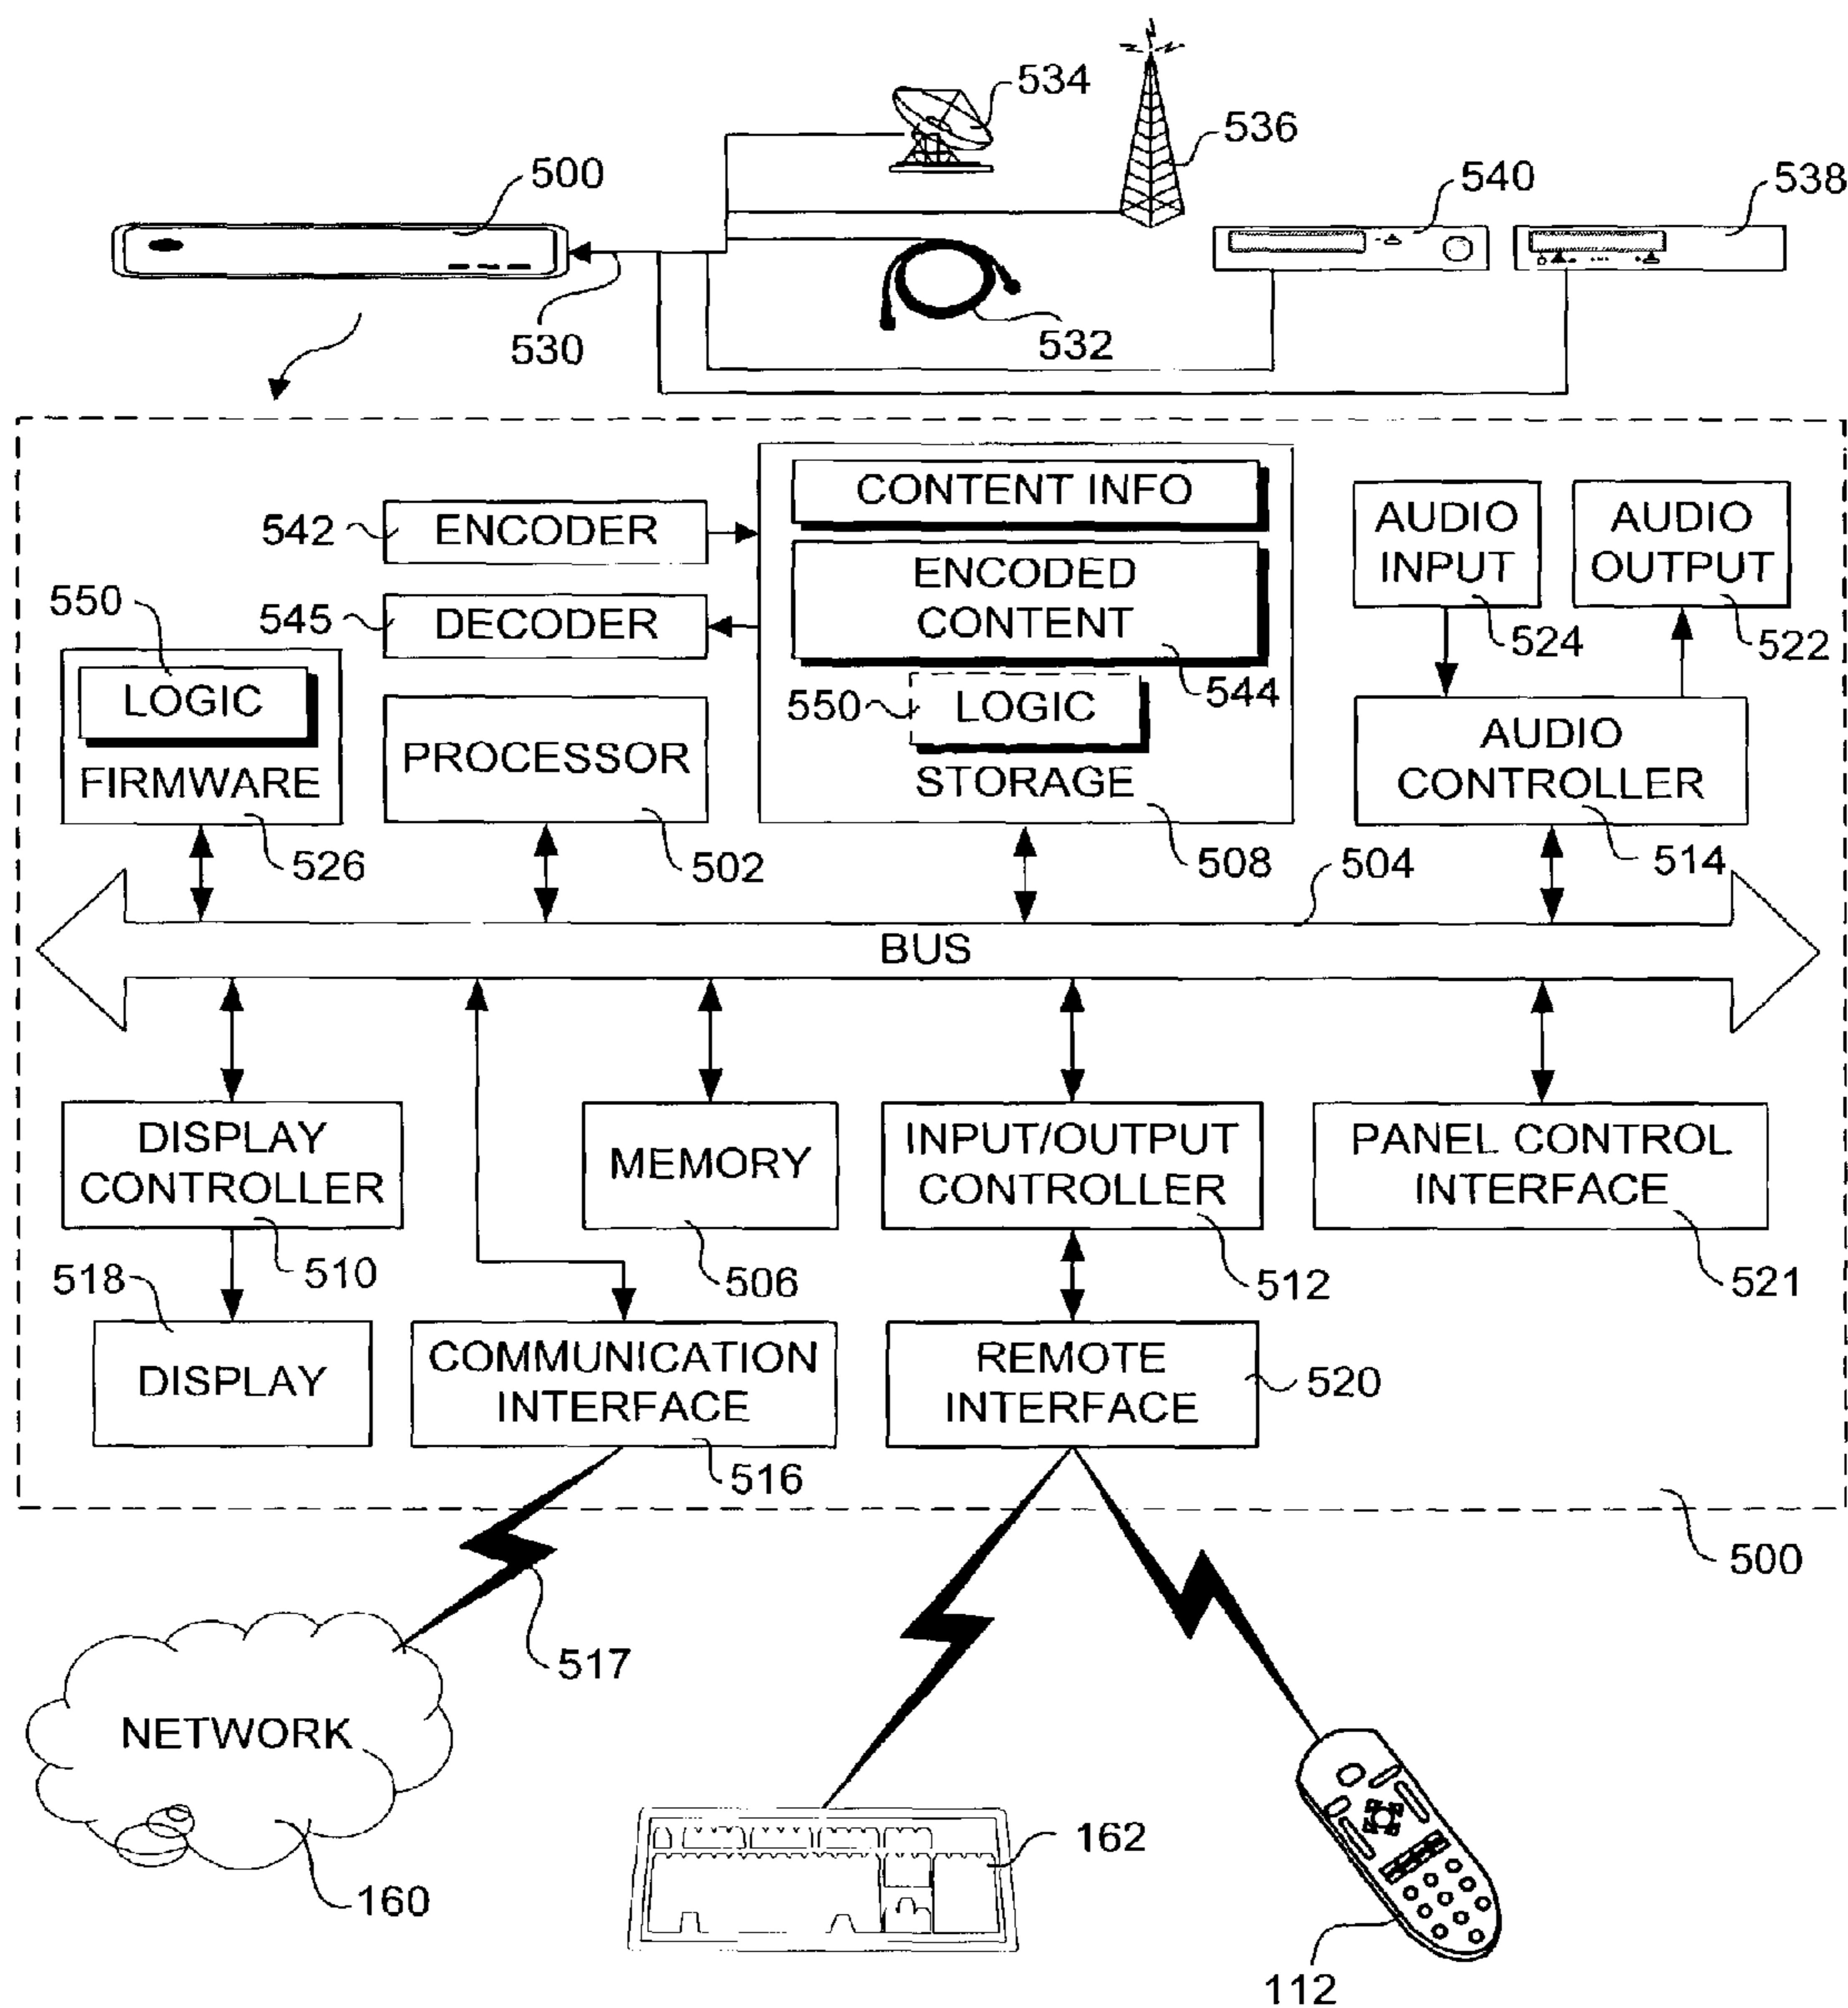 534
536
500
540
538
530
532
CONTENT INFO
542
ENCODER
ENCODED
CONTENT
544
AUDIO
INPUT
524
AUDIO
OUTPUT
522
545
DECODER
550
LOGIC
FIRMWARE
526
PROCESSOR
502
550
LOGIC
STORAGE
508
AUDIO
CONTROLLER
514
504
BUS
DISPLAY
CONTROLLER
510
MEMORY
506
INPUT/OUTPUT
CONTROLLER
512
PANEL CONTROL
INTERFACE
521
518
DISPLAY
COMMUNICATION
INTERFACE
516
REMOTE
INTERFACE
520
500
517
NETWORK
160
162
112